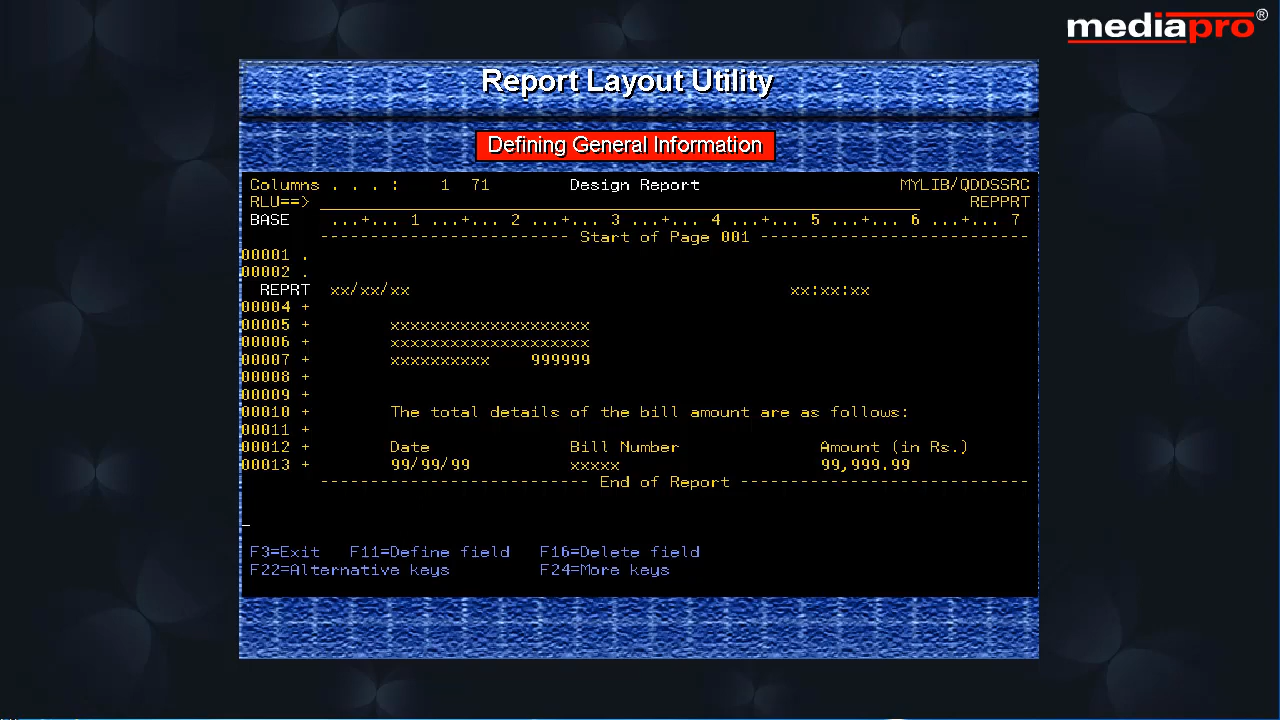 mediapro®
Report Layout Utility
Defining General Information
Columns . . . : 1 71 Design Report MYLIB/QDDSSRC
RLU==> REPPRT
BASE ...+... 1 ...+... 2 ...+... 3 ...+... 4 ...+... 5 ...+... 6 ...+... 7
------------------------- Start of Page 001 ---------------------------
00001 .
00002 .
REPRT xx/xx/xx xx:xx:xx
00004 +
00005 + xxxxxxxxxxxxxxxxxxxx
00006 + xxxxxxxxxxxxxxxxxxxx
00007 + xxxxxxxxxx 999999
00008 +
00009 +
00010 + The total details of the bill amount are as follows:
00011 +
00012 + Date Bill Number Amount (in Rs.)
00013 + 99/99/99 xxxxx 99,999.99
--------------------------- End of Report -----------------------------
F3=Exit F11=Define field F16=Delete field
F22=Alternative keys F24=More keys